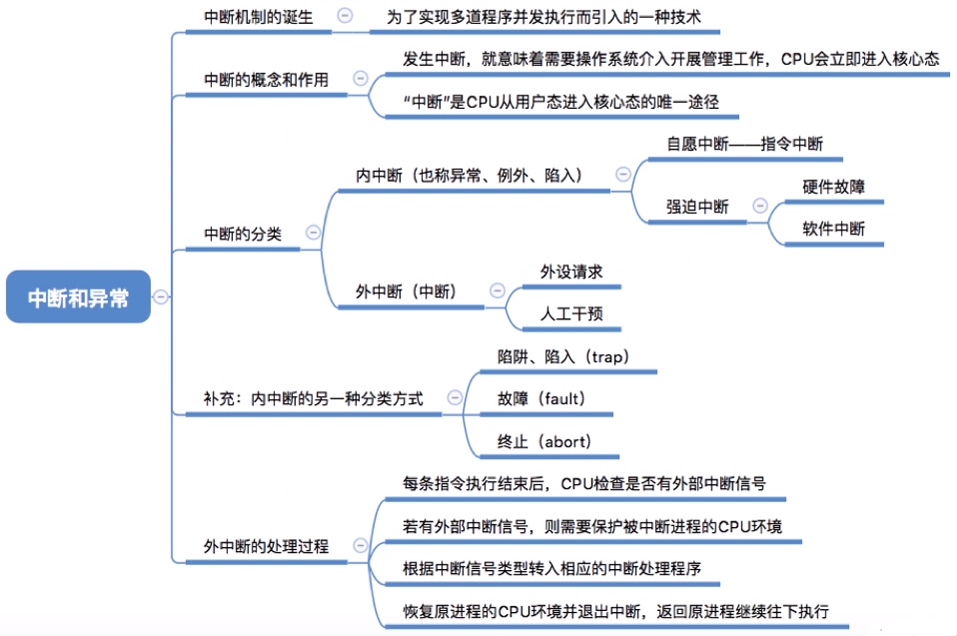 中断和异常
中断机制的诞生
为了实现多道程序并发执行而引入的一种技术
中断的概念和作用
发生中断，就意味着需要操作系统介入开展管理工作，CPU会立即进入核心态
“中断”是CPU从用户态进入核心态的唯一途径
中断的分类
内中断（也称异常、例外、陷入）
自愿中断——指令中断
强迫中断
硬件故障
软件中断
外中断（中断）
外设请求
人工干预
补充：内中断的另一种分类方式
陷阱、陷入（trap）
故障（fault）
终止（abort）
外中断的处理过程
每条指令执行结束后，CPU检查是否有外部中断信号
若有外部中断信号，则需要保护被中断进程的CPU环境
根据中断信号类型转入相应的中断处理程序
恢复原进程的CPU环境并退出中断，返回原进程继续往下执行